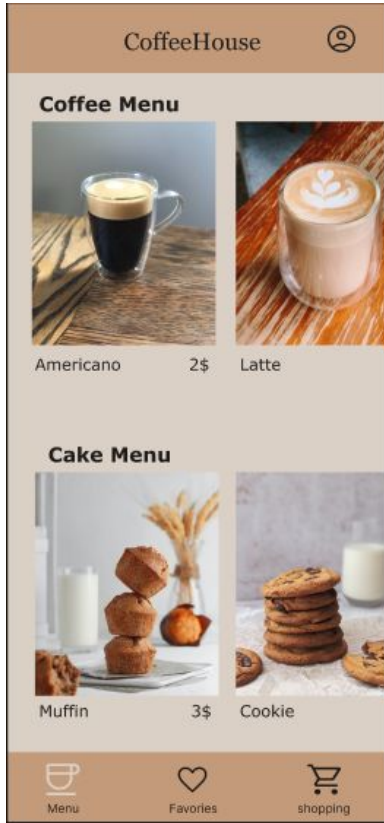 CoffeeHouse
Coffee Menu
Americano 2$ Latte
Cake Menu
Muffin 3$ Cookie
Menu Favories shopping